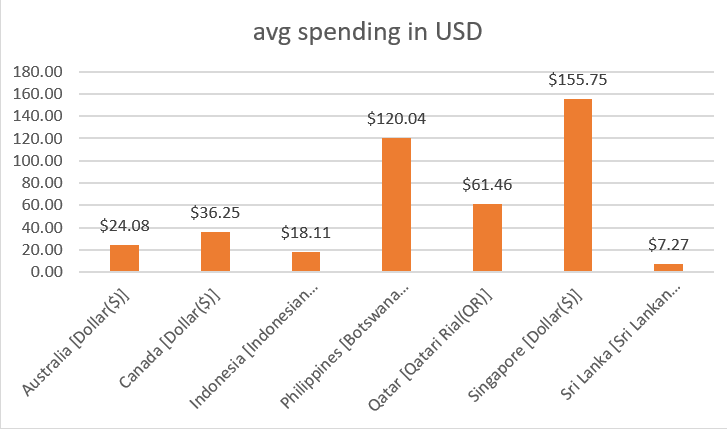 avg spending in USD
180.00
160.00
140.00
120.00
100.00
80.00
60.00
40.00
20.00
0.00
$24.08
$36.25
$18.11
$120.04
$61.46
$155.75
$7.27
Australia [Dollar($)]
Canada [Dollar($)]
Indonesia [Indonesian...
Philippines [Botswana...
Qatar [Qatari Rial(QR)]
Singapore [Dollar($)]
Sri Lanka [Sri Lankan...